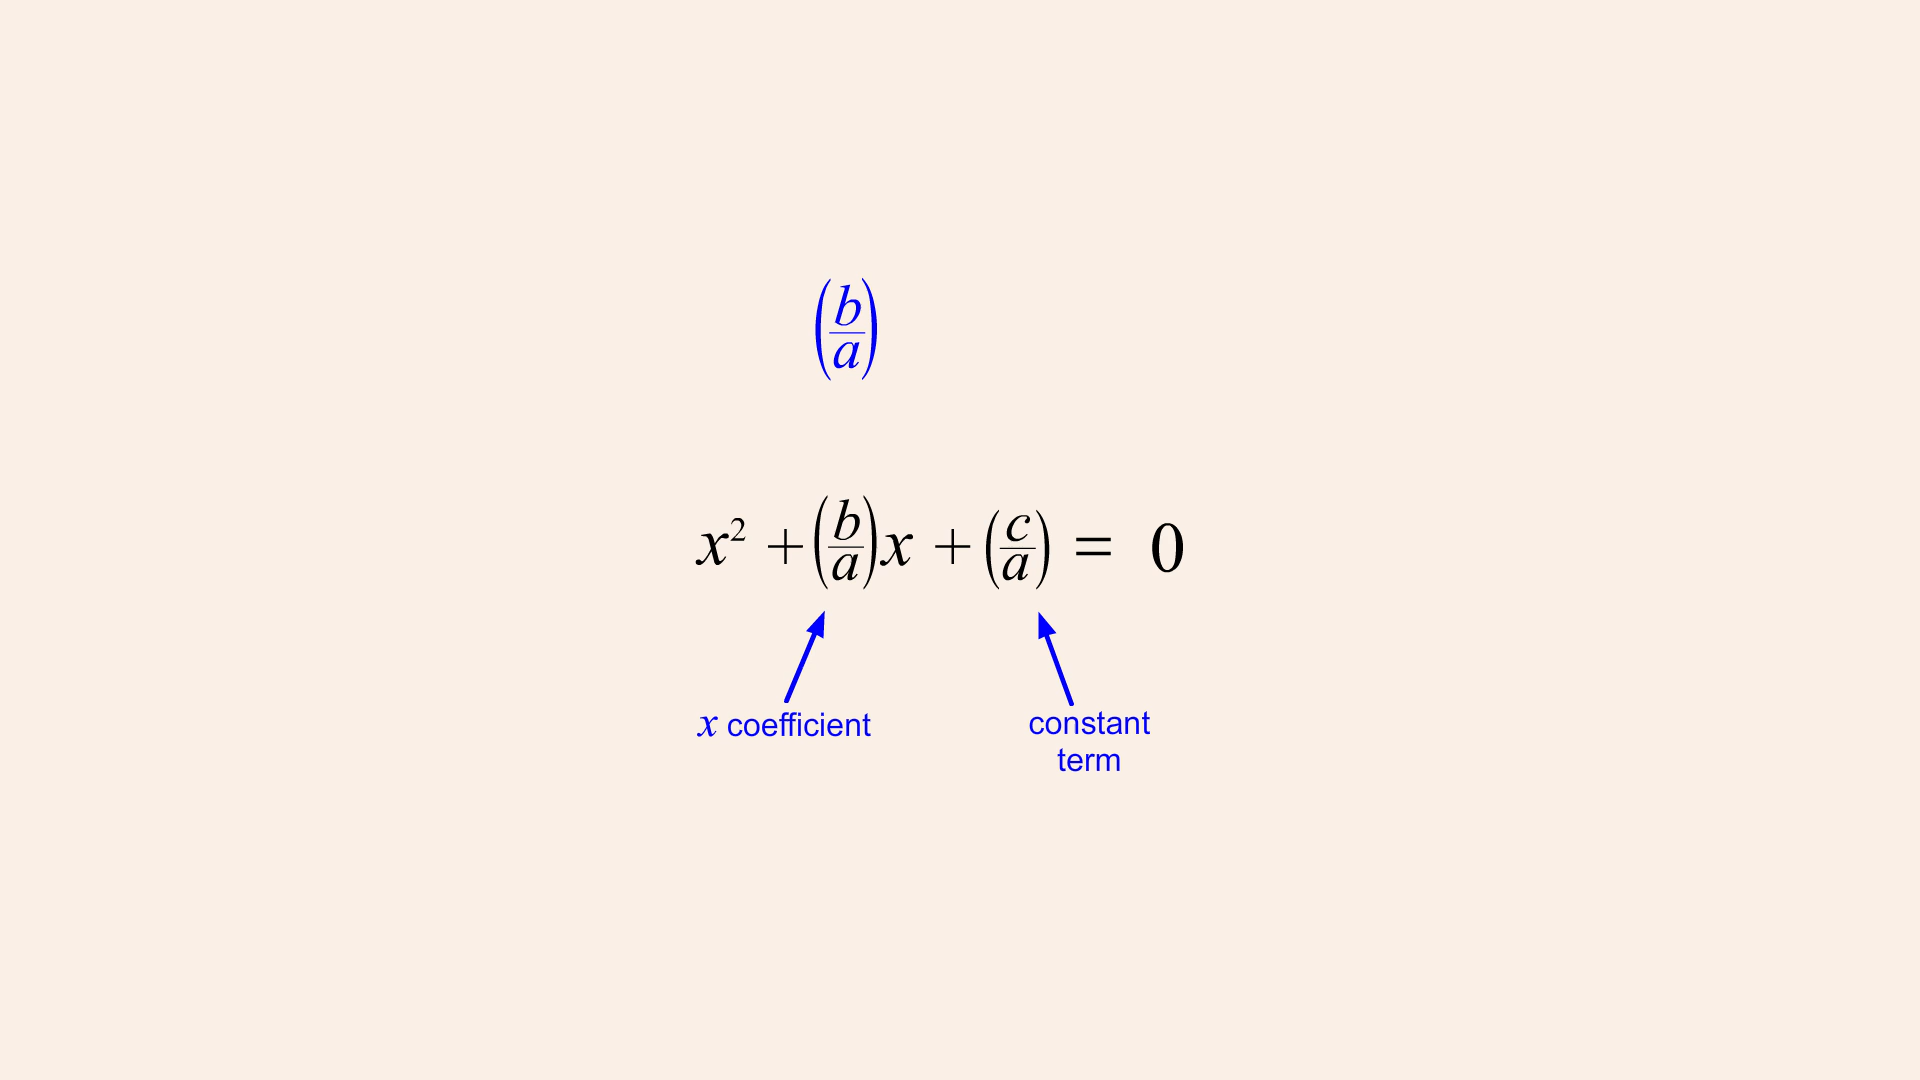 (b/a)
x² + (b/a)x + (c/a) = 0
x coefficient
constant
term